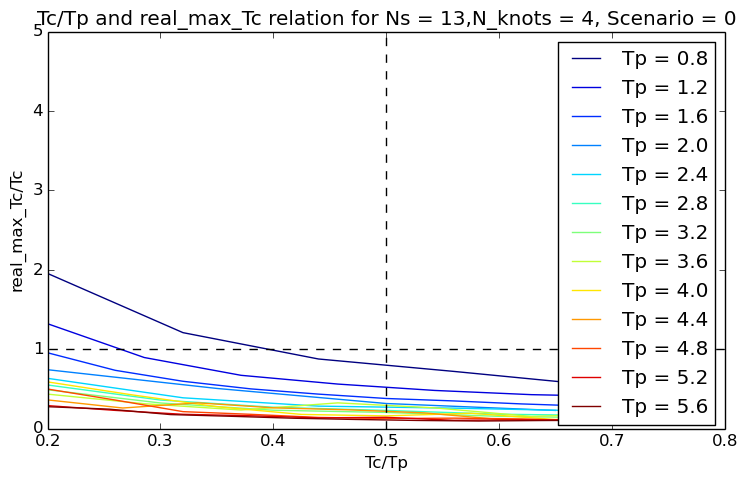 Tc/Tp and real_max_Tc relation for Ns = 13,N_knots = 4, Scenario = 0
real_max_Tc/Tc
5
4
3
2
1
0
0.2 0.3 0.4 0.5 0.6 0.7 0.8
Tc/Tp
Tp = 0.8
Tp = 1.2
Tp = 1.6
Tp = 2.0
Tp = 2.4
Tp = 2.8
Tp = 3.2
Tp = 3.6
Tp = 4.0
Tp = 4.4
Tp = 4.8
Tp = 5.2
Tp = 5.6